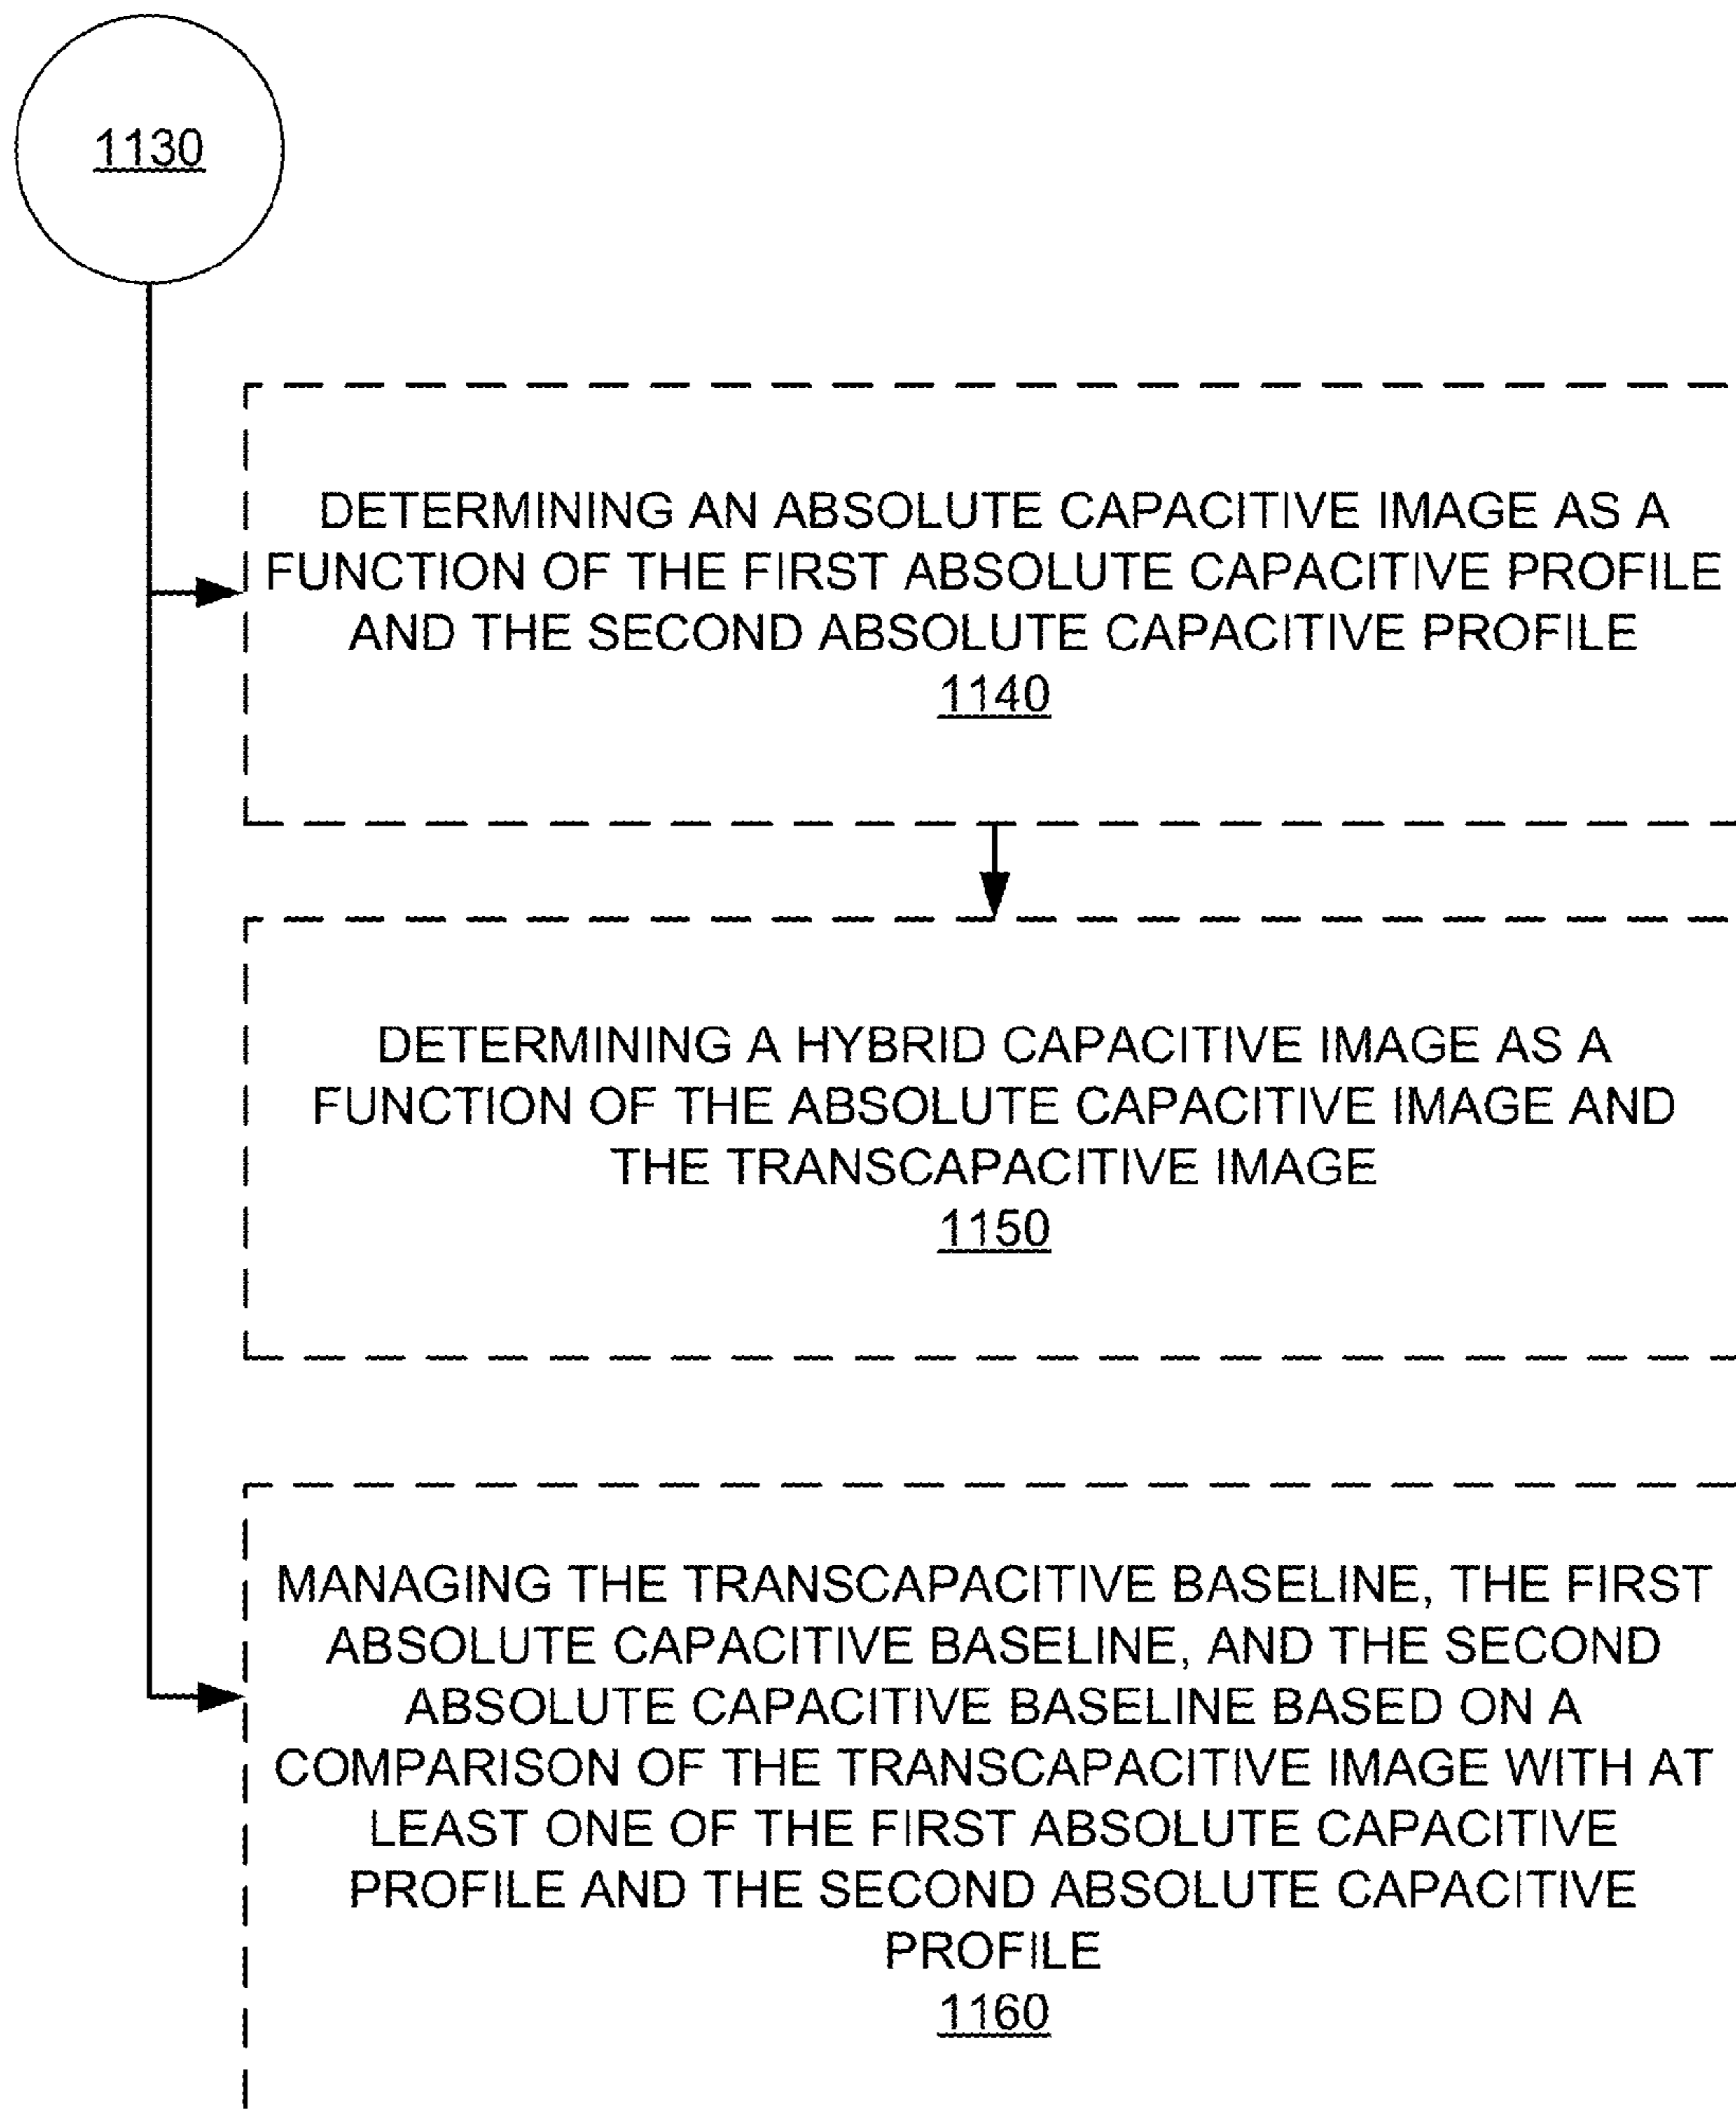 1130
DETERMINING AN ABSOLUTE CAPACITIVE IMAGE AS A
FUNCTION OF THE FIRST ABSOLUTE CAPACITIVE PROFILE
AND THE SECOND ABSOLUTE CAPACITIVE PROFILE
1140
DETERMINING A HYBRID CAPACITIVE IMAGE AS A
FUNCTION OF THE ABSOLUTE CAPACITIVE IMAGE AND
THE TRANSCAPACITIVE IMAGE
1150
MANAGING THE TRANSCAPACITIVE BASELINE, THE FIRST
ABSOLUTE CAPACITIVE BASELINE, AND THE SECOND
ABSOLUTE CAPACITIVE BASELINE BASED ON A
COMPARISON OF THE TRANSCAPACITIVE IMAGE WITH AT
LEAST ONE OF THE FIRST ABSOLUTE CAPACITIVE
PROFILE AND THE SECOND ABSOLUTE CAPACITIVE
PROFILE
1160